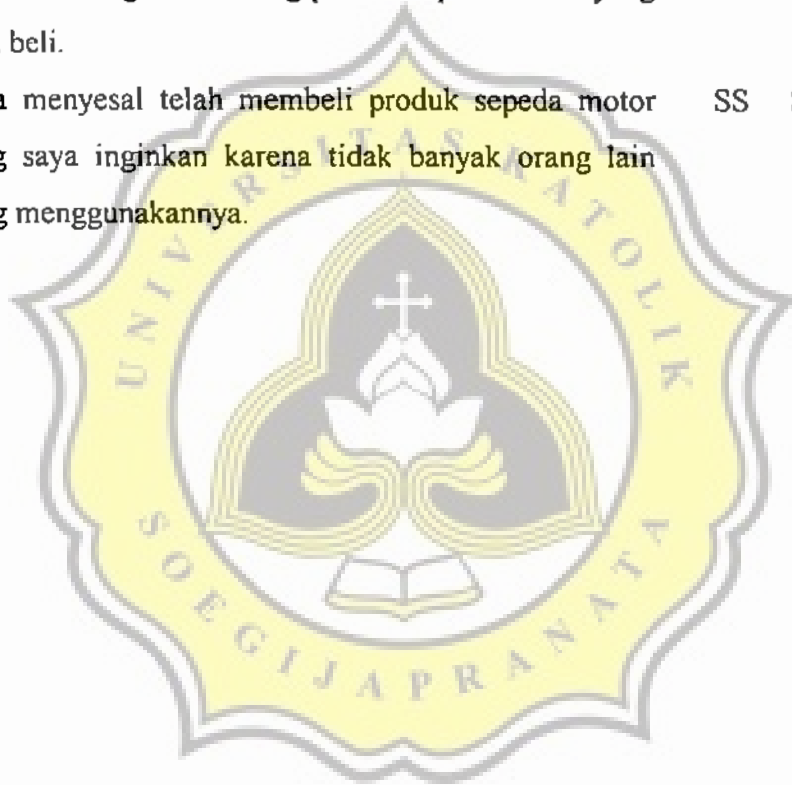 beli.
menyesal telah membeli produk sepeda motor SS
saya inginkan karena tidak banyak orang lain
menggunakannya.
UNIVERSITAS KATOLIK
SOEGIJAPRANATA